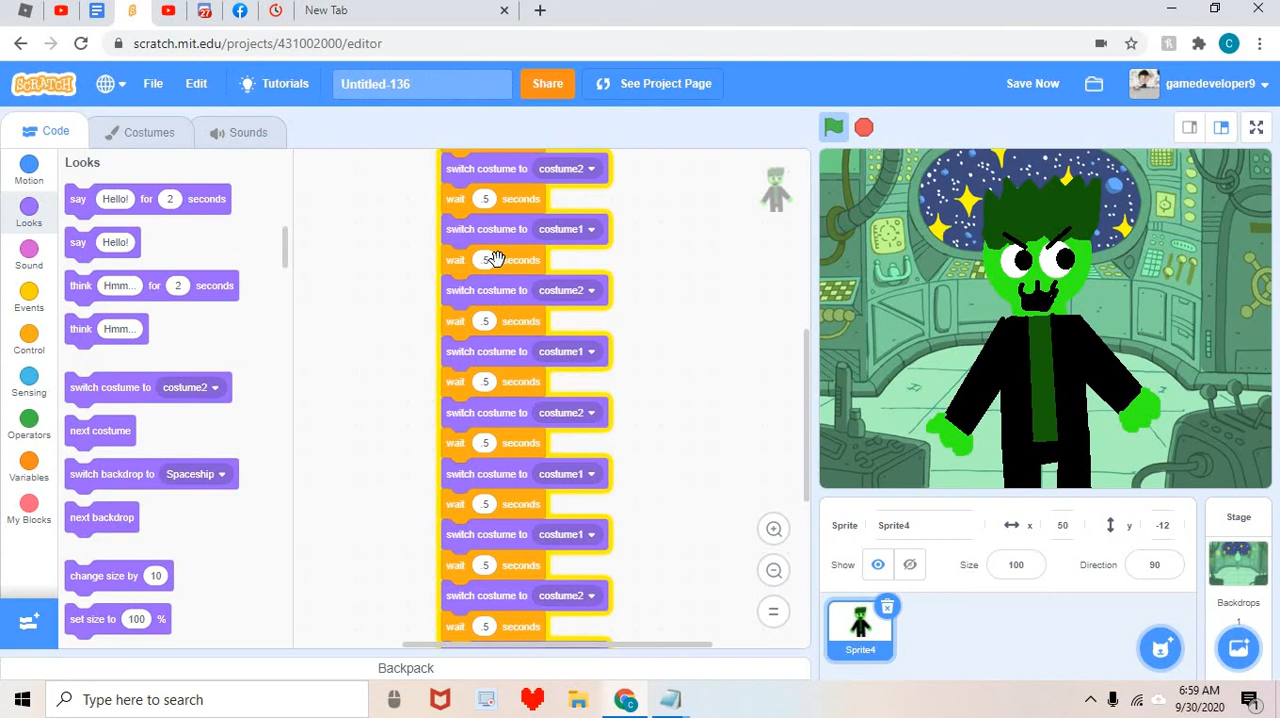 New Tab
scratch.mit.edu/projects/431002000/editor
C
SCRATCH
File
Edit
Tutorials
Untitled-136
Share
See Project Page
Save Now
gamedeveloper9
Code
Costumes
Sounds
Motion
Looks
Sound
Events
Control
Sensing
Operators
Variables
My Blocks
Looks
say Hello! for 2 seconds
say Hello!
think Hmm... for 2 seconds
think Hmm...
switch costume to costume2
next costume
switch backdrop to Spaceship
next backdrop
change size by 10
set size to 100 %
switch costume to costume2
wait .5 seconds
switch costume to costume1
wait .5 seconds
switch costume to costume2
wait .5 seconds
switch costume to costume1
wait .5 seconds
switch costume to costume2
wait .5 seconds
switch costume to costume1
wait .5 seconds
switch costume to costume1
wait .5 seconds
switch costume to costume2
wait .5 seconds
Backpack
Sprite Sprite4 x 50 y -12
Show Size 100 Direction 90
Sprite4
Stage
Backdrops
1
Type here to search
6:59 AM
9/30/2020